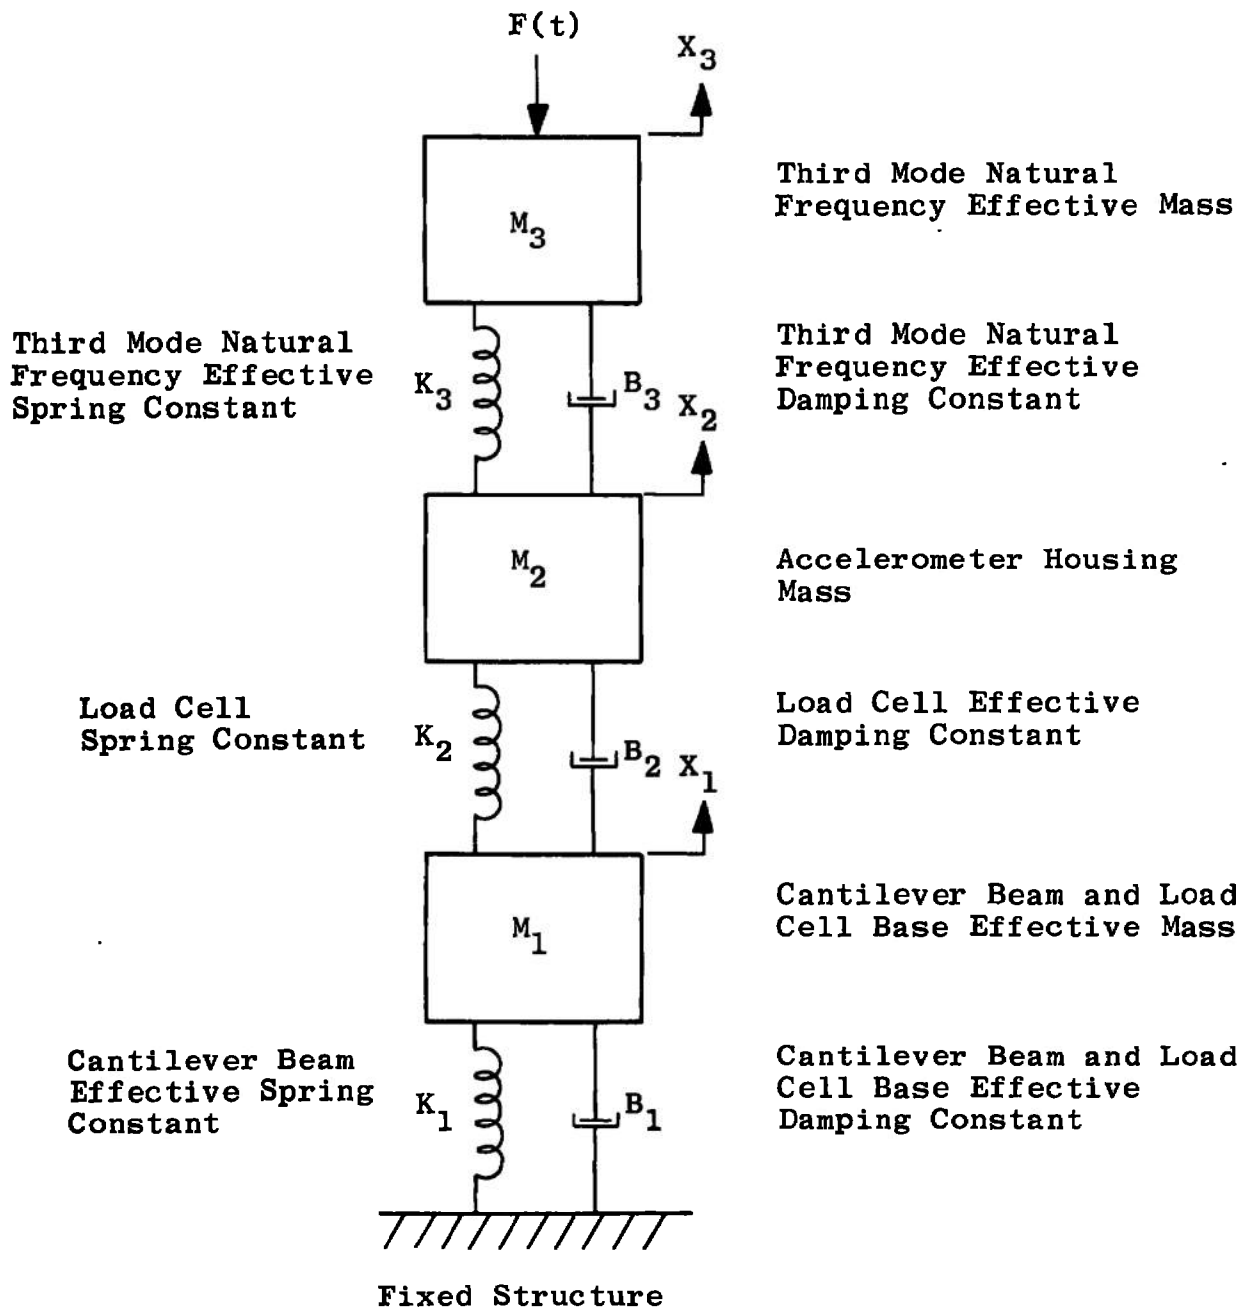 F(t)
X3
M3
Third Mode Natural
Frequency Effective Mass
Third Mode Natural
Frequency Effective
Spring Constant
K3
B3
Third Mode Natural
Frequency Effective
Damping Constant
X2
M2
Accelerometer Housing
Mass
Load Cell
Spring Constant
K2
B2
Load Cell Effective
Damping Constant
X1
M1
Cantilever Beam and Load
Cell Base Effective Mass
Cantilever Beam
Effective Spring
Constant
K1
B1
Cantilever Beam and Load
Cell Base Effective
Damping Constant
Fixed Structure